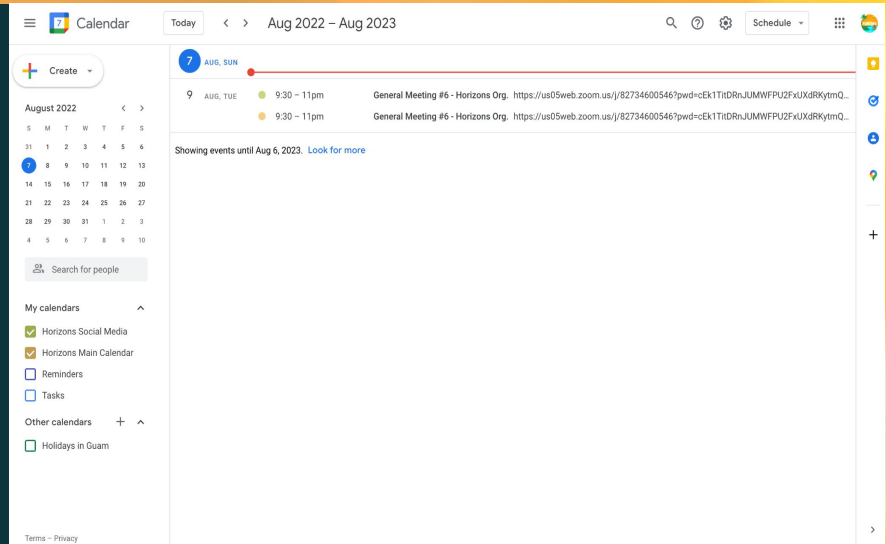 7 Calendar Today Aug 2022 – Aug 2023 Schedule
Create
August 2022
S M T W T F S
31 1 2 3 4 5 6
7 8 9 10 11 12 13
14 15 16 17 18 19 20
21 22 23 24 25 26 27
28 29 30 31 1 2 3
4 5 6 7 8 9 10
Search for people
My calendars
Horizons Social Media
Horizons Main Calendar
Reminders
Tasks
Other calendars
Holidays in Guam
Terms – Privacy
7 AUG, SUN
9 AUG, TUE 9:30 – 11pm General Meeting #6 - Horizons Org. https://us05web.zoom.us/j/82734600546?pwd=cEk1TitDRnJUMWFPU2FxUXdRKytmQ...
9:30 – 11pm General Meeting #6 - Horizons Org. https://us05web.zoom.us/j/82734600546?pwd=cEk1TitDRnJUMWFPU2FxUXdRKytmQ...
Showing events until Aug 6, 2023. Look for more